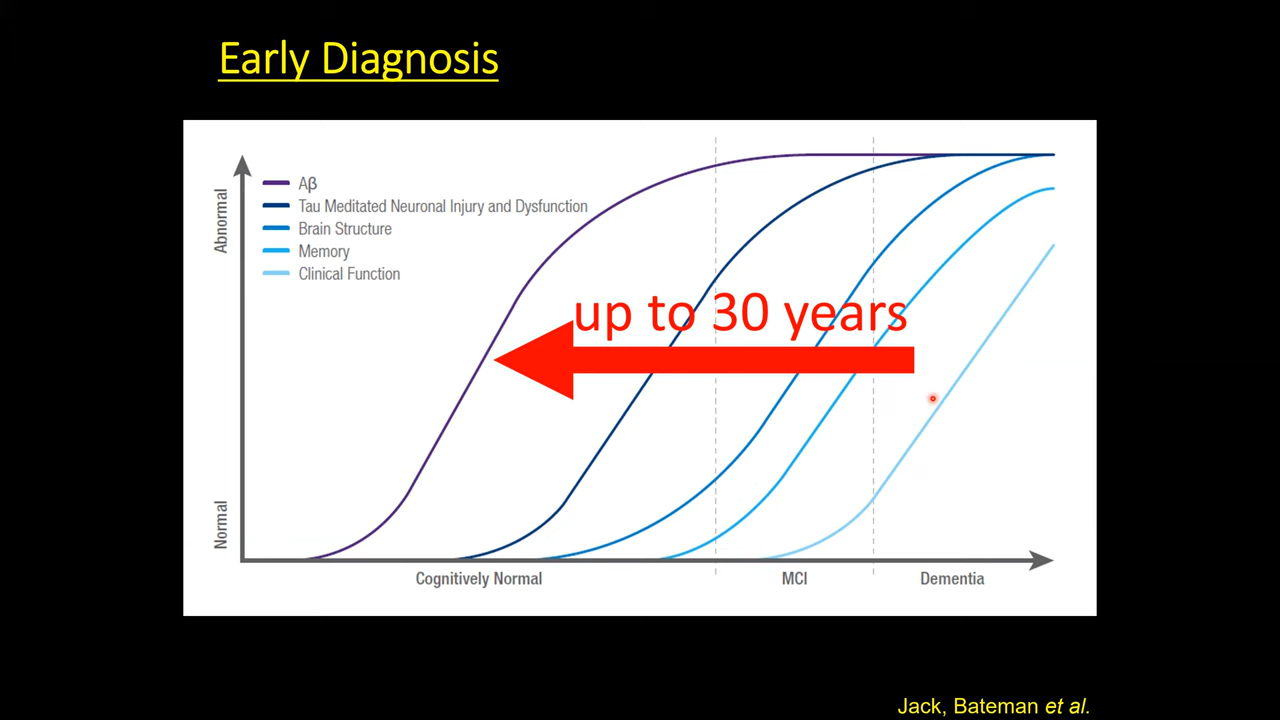 Early Diagnosis
Abnormal
Aβ
Tau Meditated Neuronal Injury and Dysfunction
Brain Structure
Memory
Clinical Function
up to 30 years
Normal
Cognitively Normal
MCI
Dementia
Jack, Bateman et al.